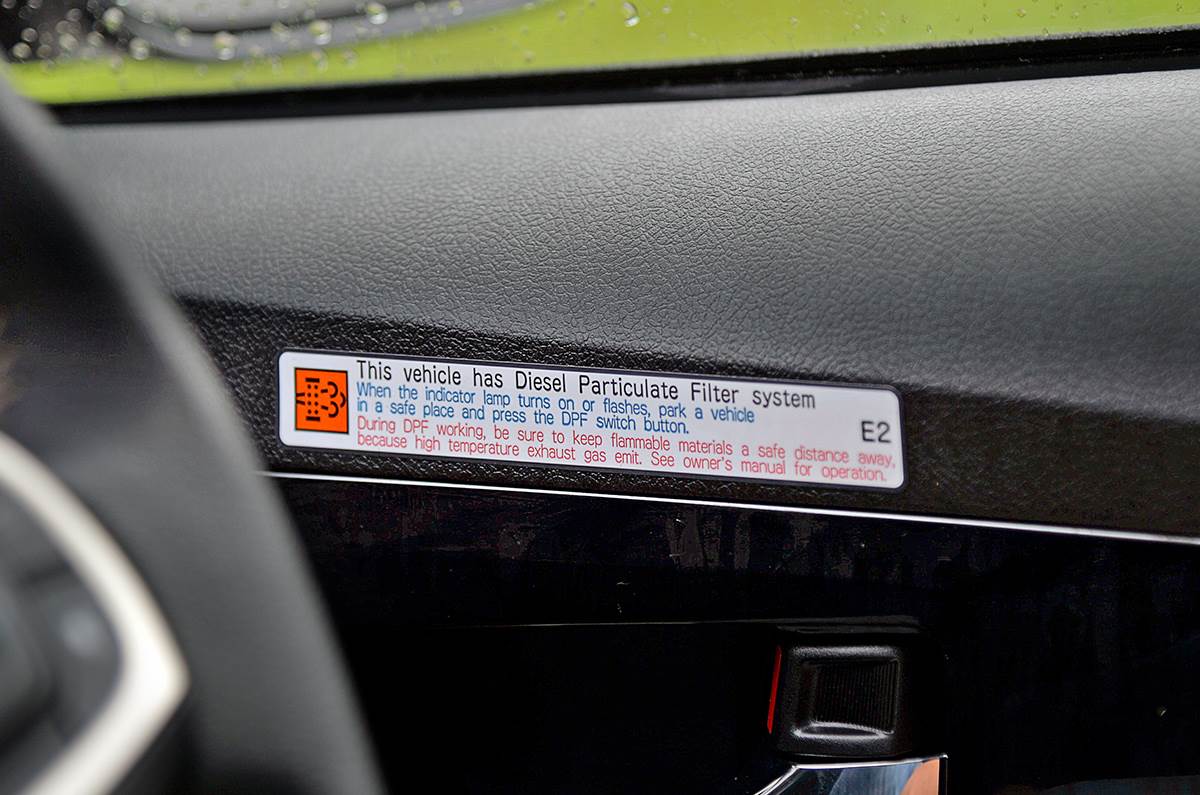 This vehicle has Diesel Particulate Filter system
When the indicator lamp turns on or flashes, park a vehicle
in a safe place and press the DPF switch button.
E2
During DPF working, be sure to keep flammable materials a safe distance away,
because high temperature exhaust gas emit. See owner's manual for operation.